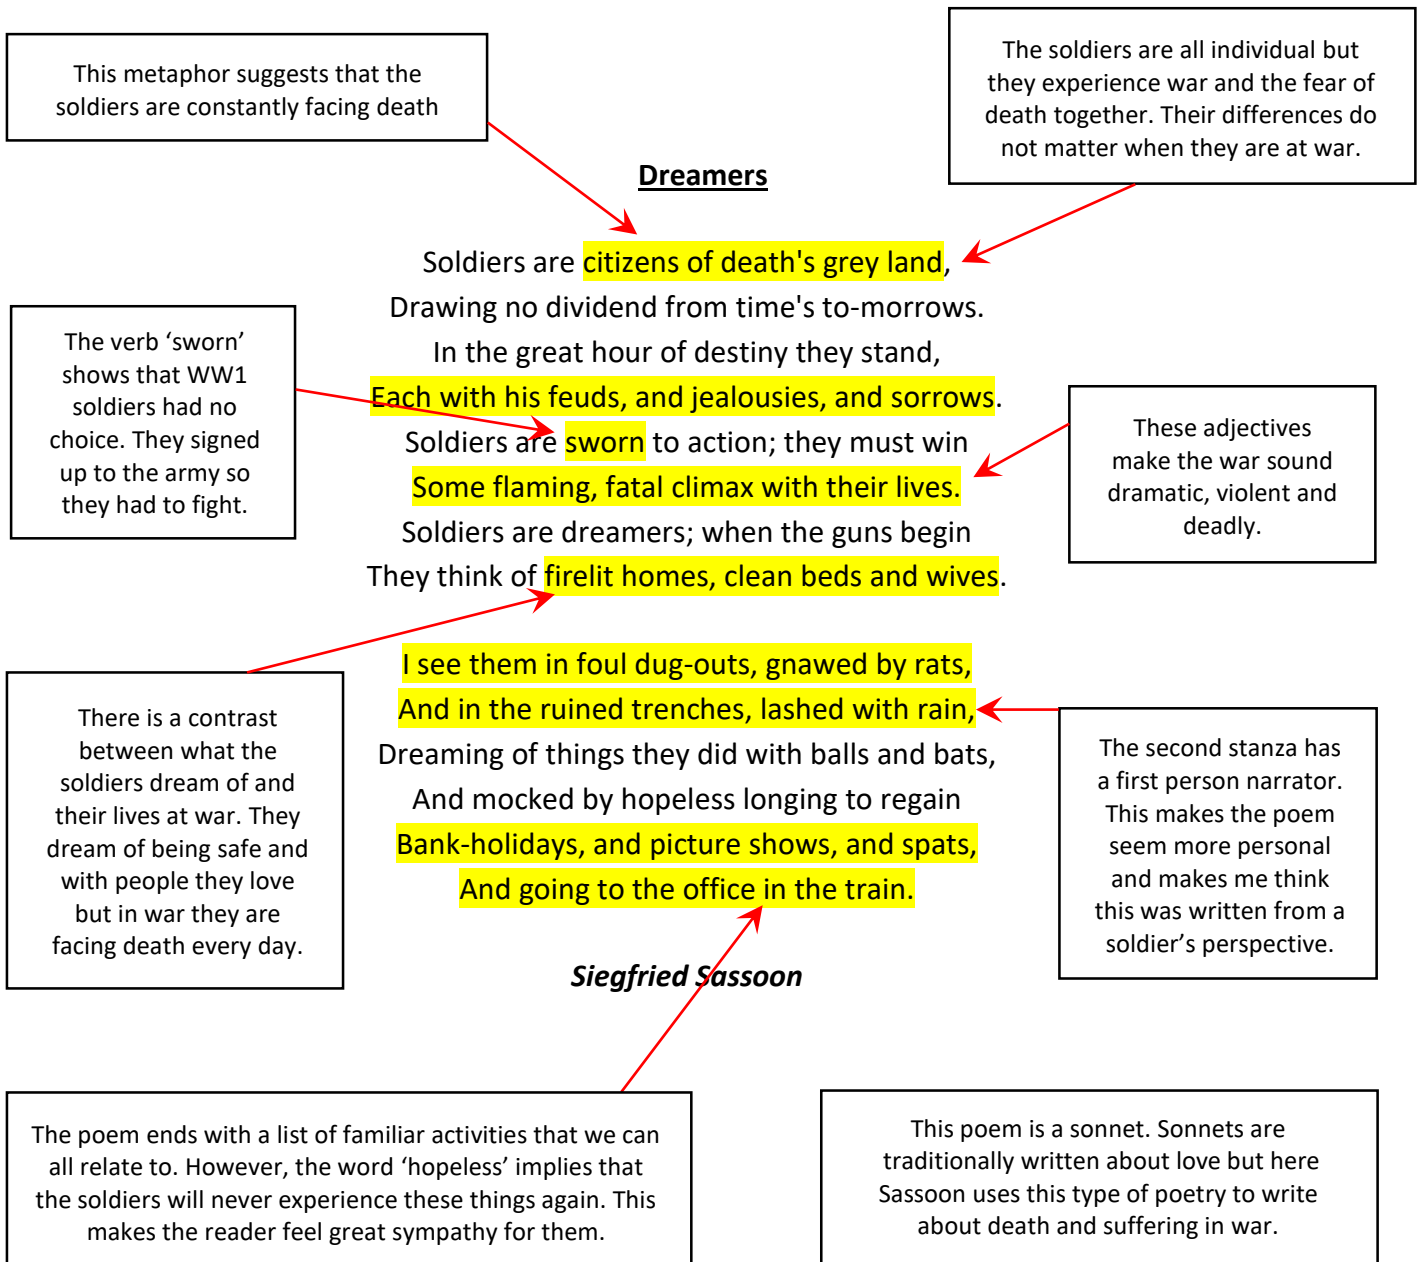 This metaphor suggests that the
soldiers are constantly facing death
The soldiers are all individual but
they experience war and the fear of
death together. Their differences do
not matter when they are at war.
Dreamers
Soldiers are citizens of death's grey land,
Drawing no dividend from time's to-morrows.
In the great hour of destiny they stand,
Each with his feuds, and jealousies, and sorrows.
Soldiers are sworn to action; they must win
Some flaming, fatal climax with their lives.
Soldiers are dreamers; when the guns begin
They think of firelit homes, clean beds and wives.
The verb ‘sworn’
shows that WW1
soldiers had no
choice. They signed
up to the army so
they had to fight.
These adjectives
make the war sound
dramatic, violent and
deadly.
I see them in foul dug-outs, gnawed by rats,
And in the ruined trenches, lashed with rain,
Dreaming of things they did with balls and bats,
And mocked by hopeless longing to regain
Bank-holidays, and picture shows, and spats,
And going to the office in the train.
There is a contrast
between what the
soldiers dream of and
their lives at war. They
dream of being safe and
with people they love
but in war they are
facing death every day.
The second stanza has
a first person narrator.
This makes the poem
seem more personal
and makes me think
this was written from a
soldier’s perspective.
Siegfried Sassoon
The poem ends with a list of familiar activities that we can
all relate to. However, the word ‘hopeless’ implies that
the soldiers will never experience these things again. This
makes the reader feel great sympathy for them.
This poem is a sonnet. Sonnets are
traditionally written about love but here
Sassoon uses this type of poetry to write
about death and suffering in war.